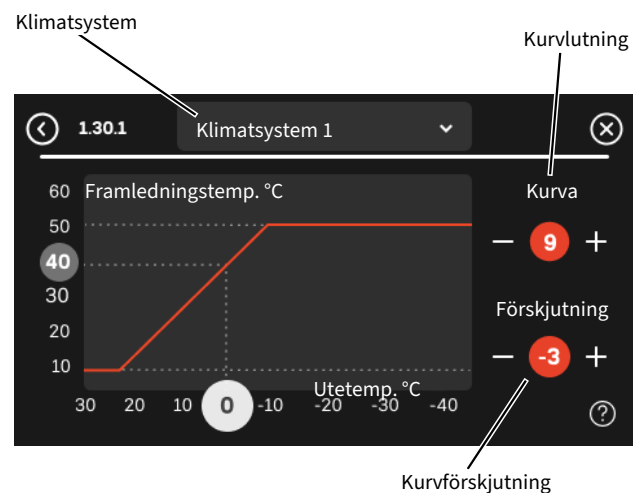 Klimatsystem
Kurvlutning
1.30.1
Klimatsystem 1
60
Framledningstemp. °C
Kurva
50
9
40
30
Förskjutning
20
-3
10
Utetemp. °C
30 20 10 0 -10 -20 -30 -40
?
Kurvförskjutning